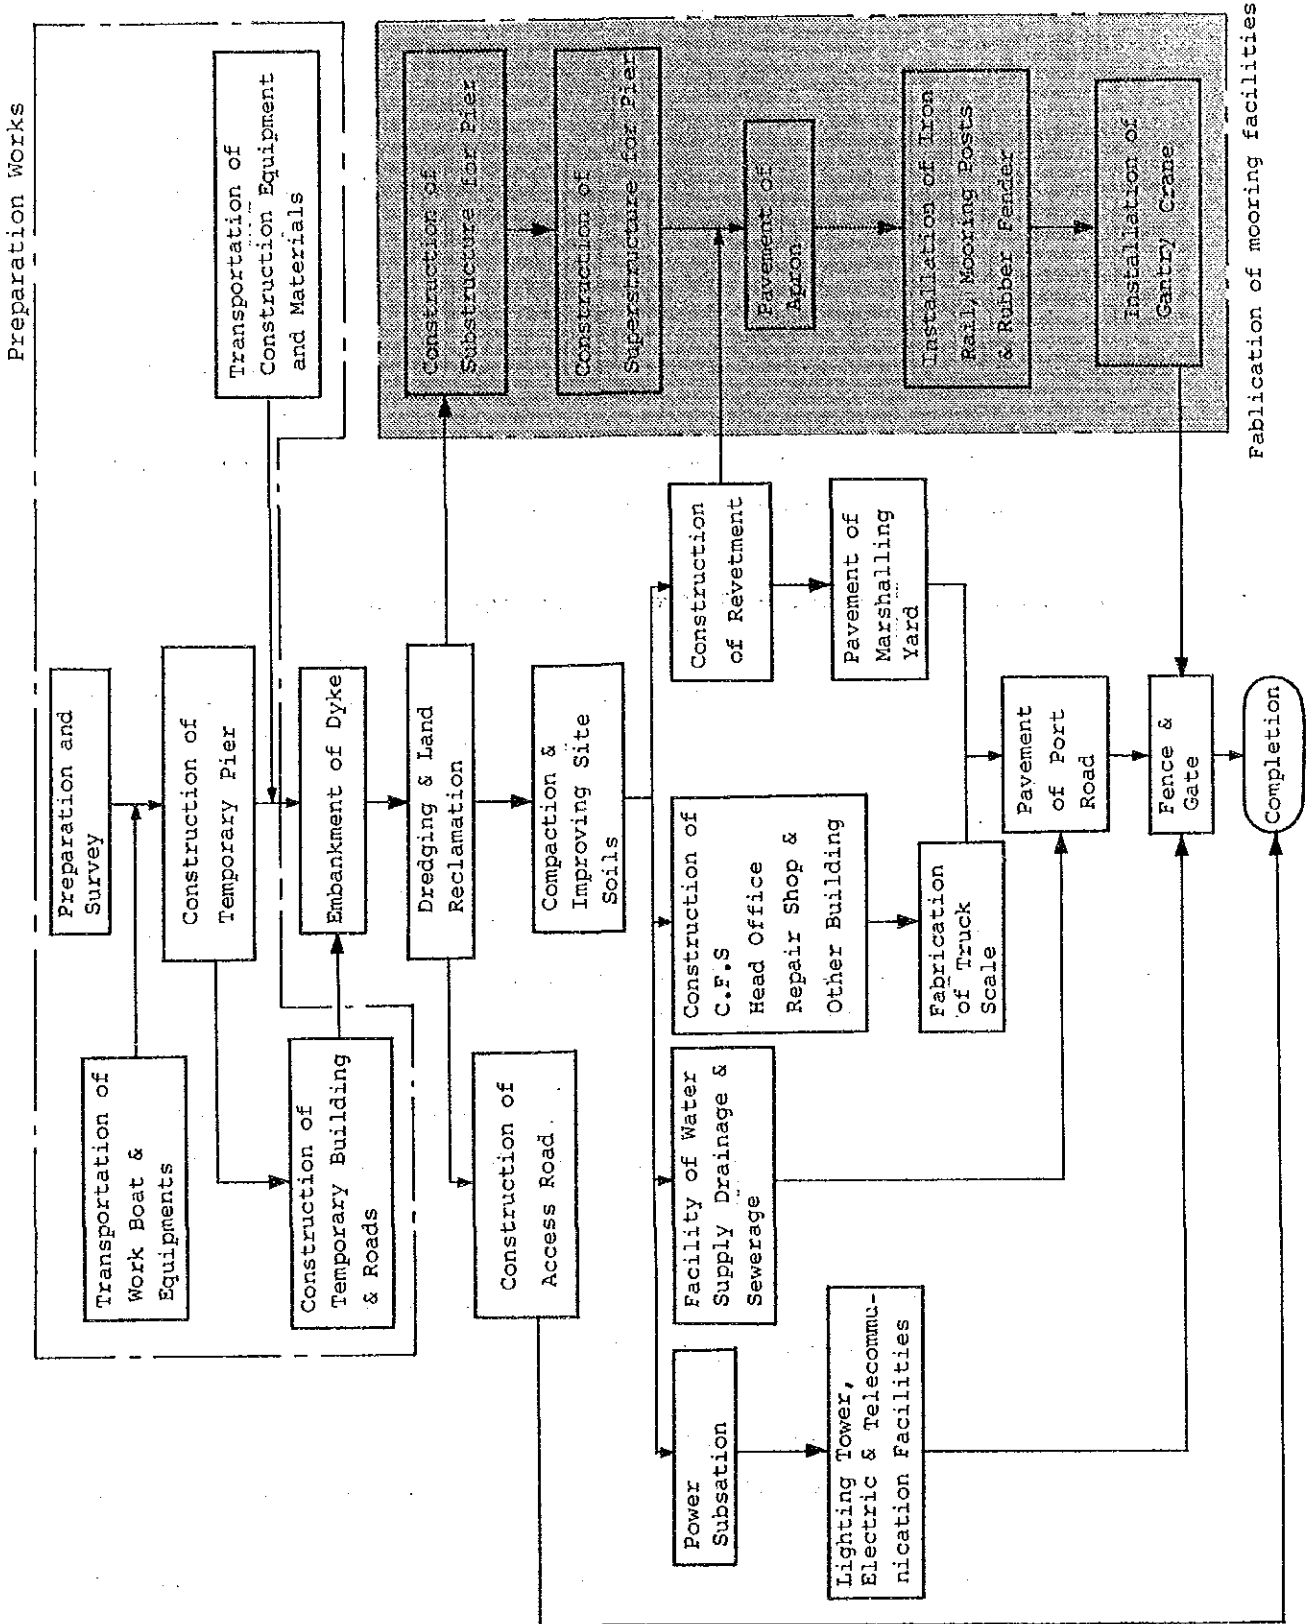 Preparation Works
Preparation and
Survey
Transportation of
Work Boat &
Equipments
Construction of
Temporary Pier
Transportation of
Construction Equipment
and Materials
Construction of
Temporary Building
& Roads
Embankment of Dyke
Dredging & Land
Reclamation
Construction of
Access Road
Compaction &
Improving Site
Soils
Construction of
Substructure for Pier
Construction of
Superstructure for Pier
Pavement of
Apron
Installation of Iron
Rail, Mooring Posts
& Rubber Fender
Installation of
Gantry Crane
Fablication of mooring facilities
Power
Subsation
Facility of Water
Supply Drainage &
Sewerage
Construction of
C.F.S
Head Office
Repair Shop &
Other Building
Construction
of Revetment
Lighting Tower,
Electric & Telecommu-
nication Facilities
Fabrication
of Truck
Scale
Pavement of
Marshalling
Yard
Pavement
of Port
Road
Fence &
Gate
Completion